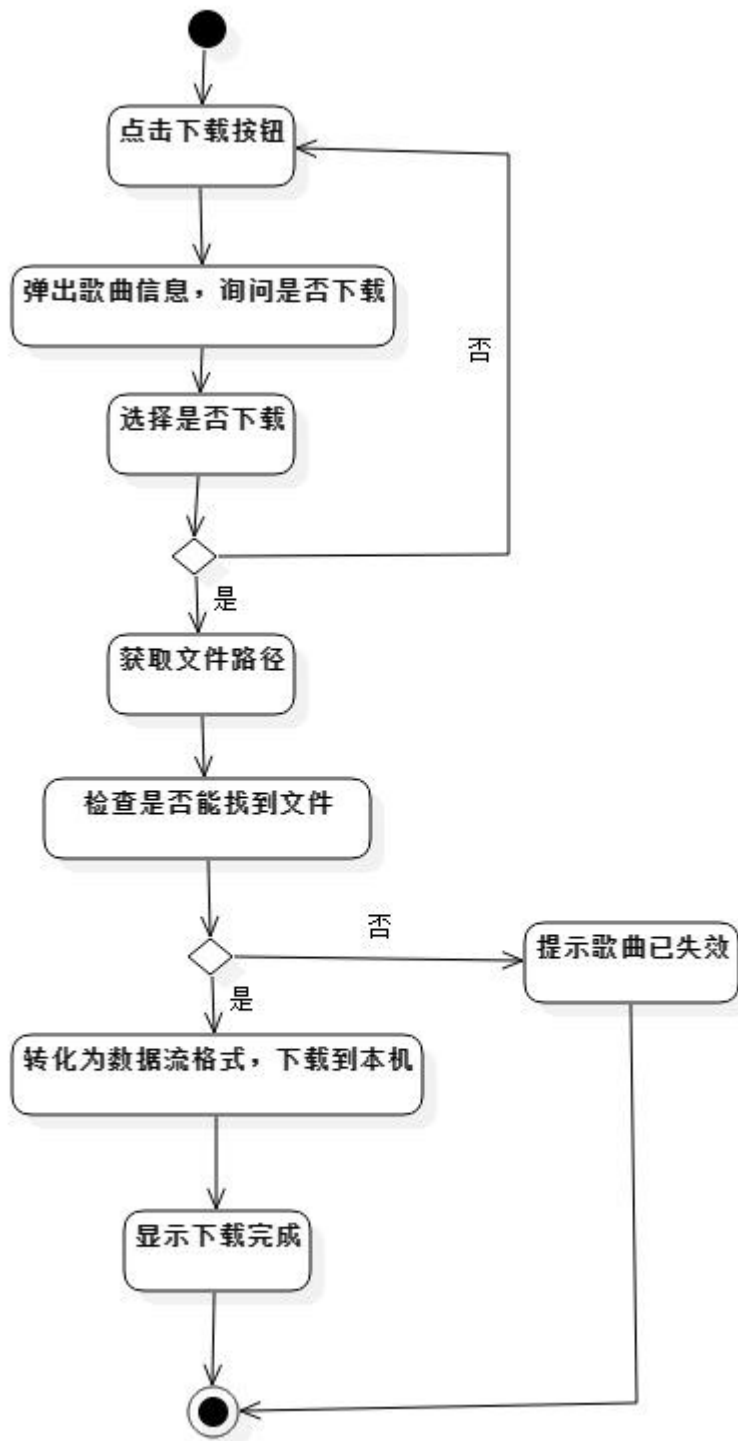 点击下载按钮
弹出歌曲信息，询问是否下载
否
选择是否下载
是
获取文件路径
检查是否能找到文件
否
提示歌曲已失效
是
转化为数据流格式，下载到本机
显示下载完成